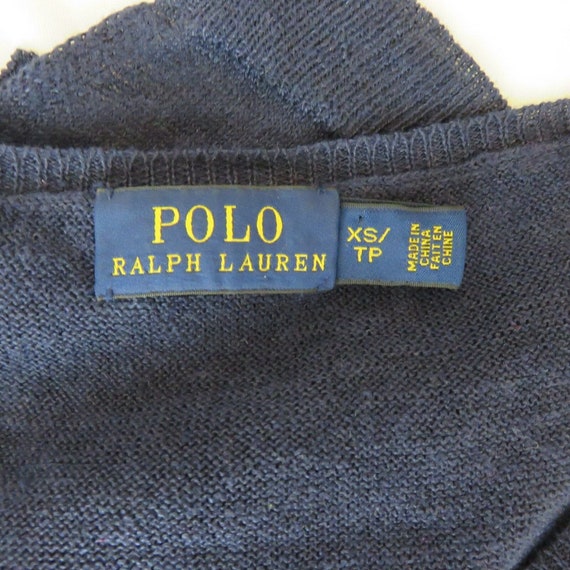 POLO
RALPH LAUREN
XS/
TP
MADE IN
CHINA
FAIT EN
CHINE